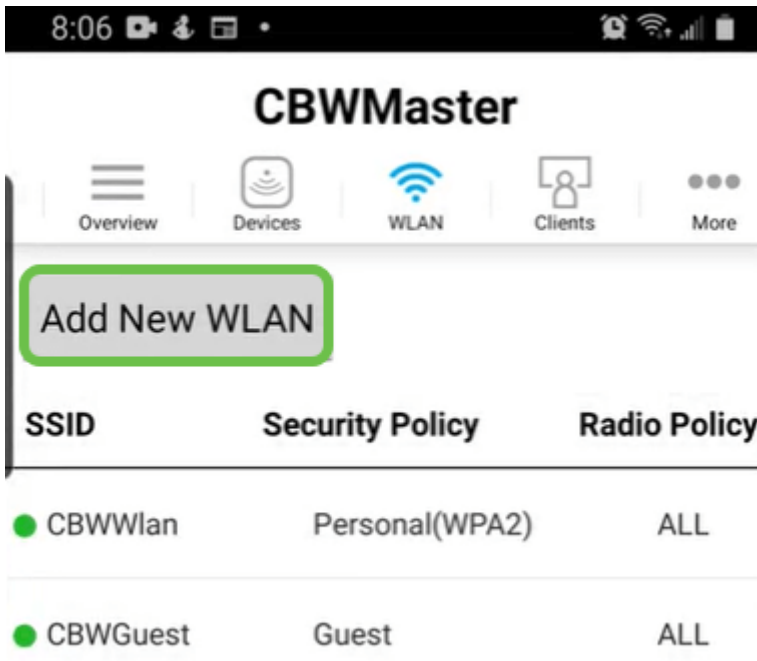 8:06
CBWMaster
Overview Devices WLAN Clients More
Add New WLAN
SSID Security Policy Radio Policy
CBWWlan Personal(WPA2) ALL
CBWGuest Guest ALL